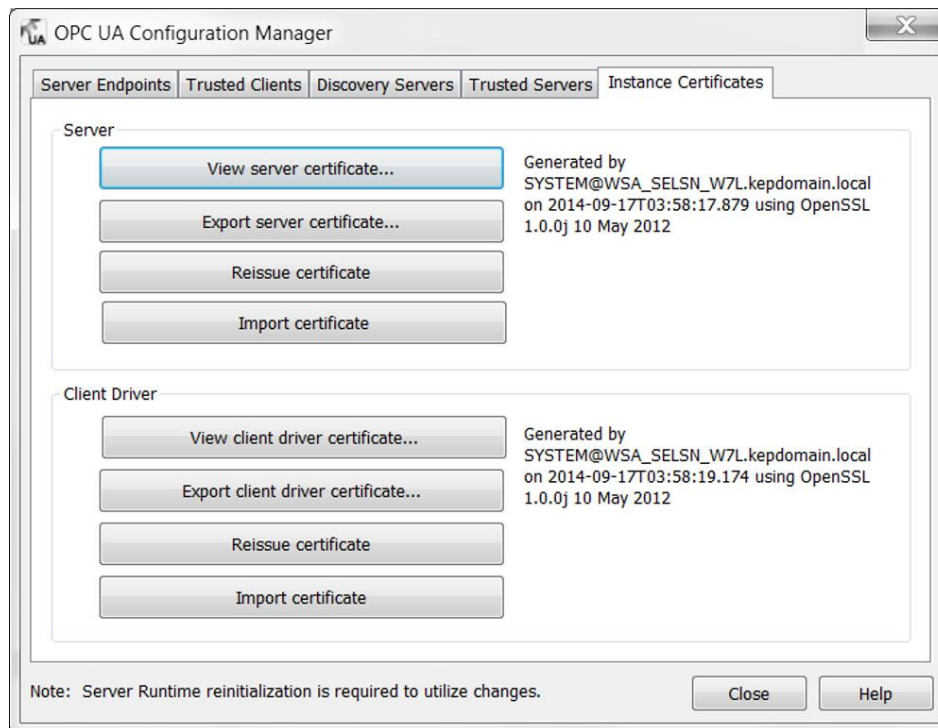 UA OPC UA Configuration Manager
Server Endpoints Trusted Clients Discovery Servers Trusted Servers Instance Certificates
Server
View server certificate...
Export server certificate...
Reissue certificate
Import certificate
Generated by
SYSTEM@WSA_SELSN_W7L.kepdomain.local
on 2014-09-17T03:58:17.879 using OpenSSL
1.0.0j 10 May 2012
Client Driver
View client driver certificate...
Export client driver certificate...
Reissue certificate
Import certificate
Generated by
SYSTEM@WSA_SELSN_W7L.kepdomain.local
on 2014-09-17T03:58:19.174 using OpenSSL
1.0.0j 10 May 2012
Note: Server Runtime reinitialization is required to utilize changes.
Close Help